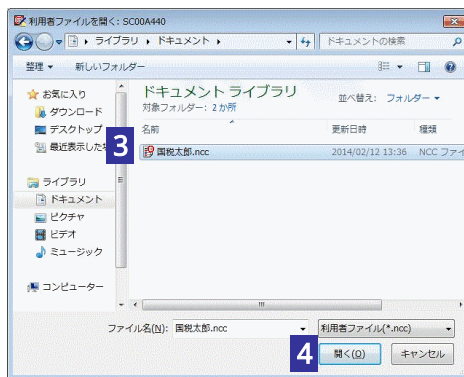 利用者ファイルを開く: SC00A440
ライブラリ ▸ ドキュメント ▸
ドキュメントの検索
整理 ▼ 新しいフォルダー
お気に入り
ダウンロード
デスクトップ
最近表示した場
ライブラリ
ドキュメント
ピクチャ
ビデオ
ミュージック
コンピューター
ドキュメント ライブラリ
対象フォルダー: 2 か所
並べ替え: フォルダー ▼
名前 更新日時 種類
3
国税太郎.ncc 2014/02/12 13:36 NCC ファイ
ファイル名(N): 国税太郎.ncc 利用者ファイル(*.ncc)
4
開く(O) キャンセル